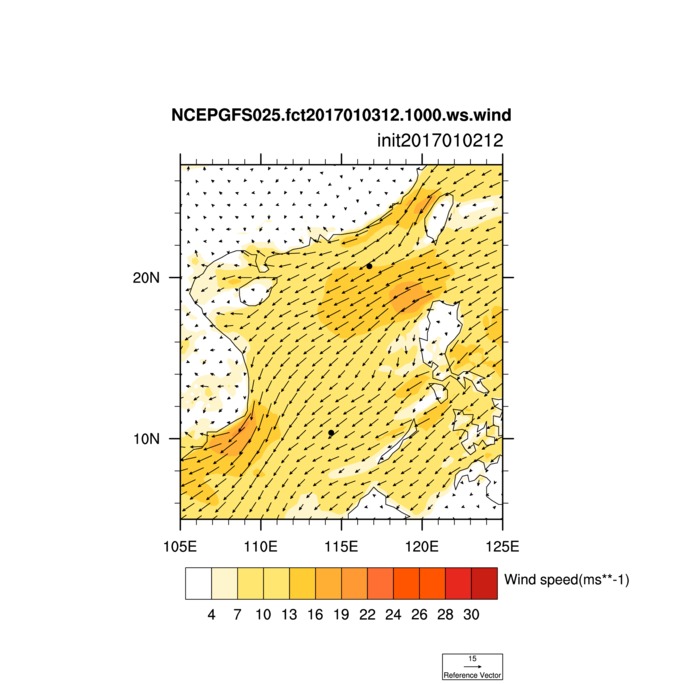 NCEPGFS025.fct2017010312.1000.ws.wind
init2017010212
20N
10N
105E 110E 115E 120E 125E
Wind speed(ms**-1)
4 7 10 13 16 19 22 24 26 28 30
15
Reference Vector